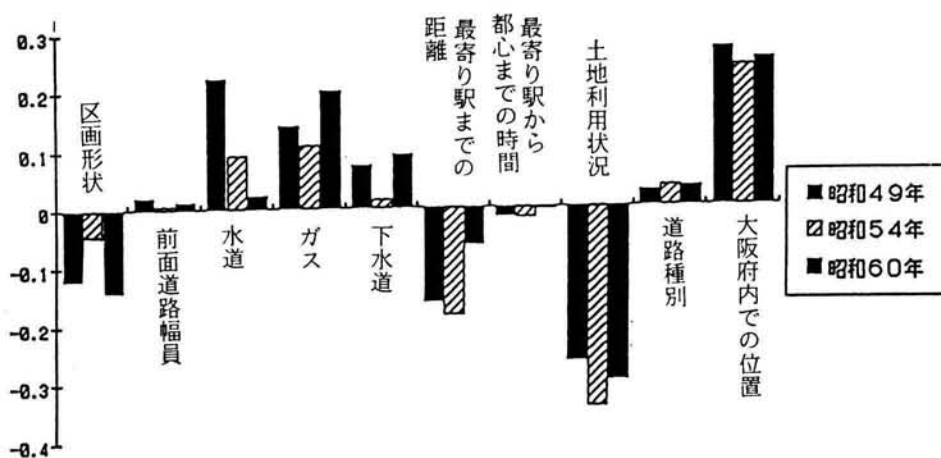 0.3
0.2
0.1
0
-0.1
-0.2
-0.3
-0.4
区画形状
前面道路幅員
水道
ガス
下水道
最寄り駅までの
距離
最寄り駅から
都心までの時間
土地利用状況
道路種別
大阪府内での位置
昭和49年
昭和54年
昭和60年